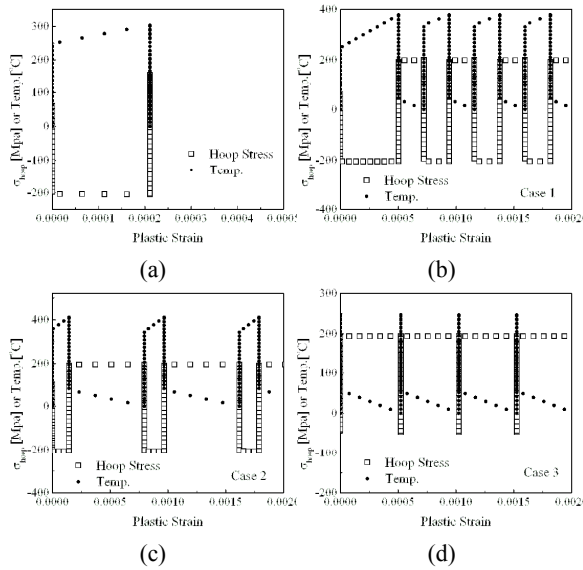 300
200
100
0
-100
-200
σhoop [Mpa] or Temp.[°C]
Hoop Stress
Temp.
0.0000 0.0001 0.0002 0.0003 0.0004 0.0005
Plastic Strain
(a)
400
200
0
-200
-400
σhoop [Mpa] or Temp.[°C]
Hoop Stress
Temp.
Case 1
0.0000 0.0005 0.0010 0.0015 0.0020
Plastic Strain
(b)
400
200
0
-200
-400
σhoop [Mpa] or Temp.[°C]
Hoop Stress
Temp.
Case 2
0.0000 0.0005 0.0010 0.0015 0.0020
Plastic Strain
(c)
300
200
100
0
-100
-200
σhoop [Mpa] or Temp.[°C]
Hoop Stress
Temp.
Case 3
0.0000 0.0005 0.0010 0.0015 0.0020
Plastic Strain
(d)